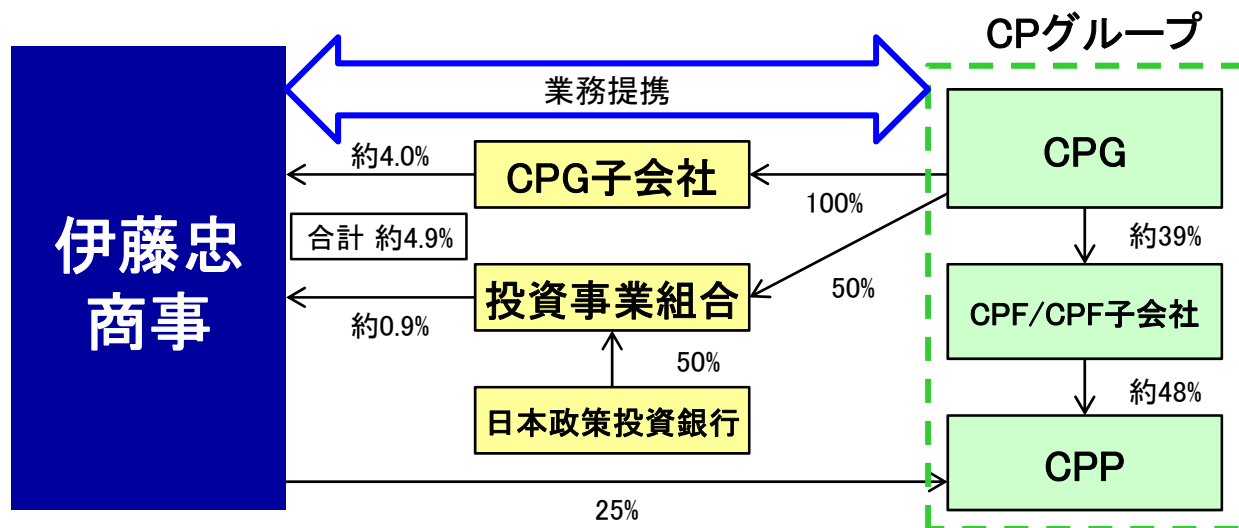 CPグループ
業務提携
CPG
約4.0%
CPG子会社
100%
伊藤忠
商事
合計 約4.9%
約39%
投資事業組合
50%
約0.9%
CPF/CPF子会社
50%
日本政策投資銀行
約48%
CPP
25%